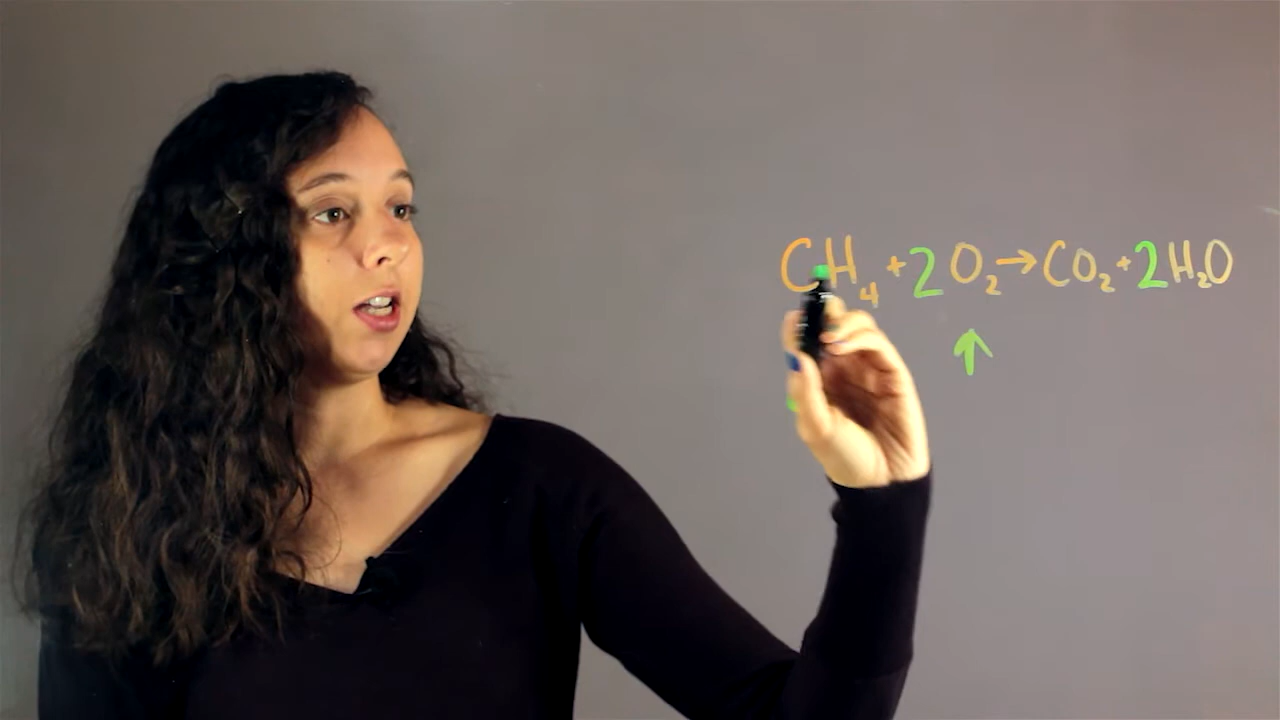 CH₄ + 2 O₂ → CO₂ + 2 H₂O
↑